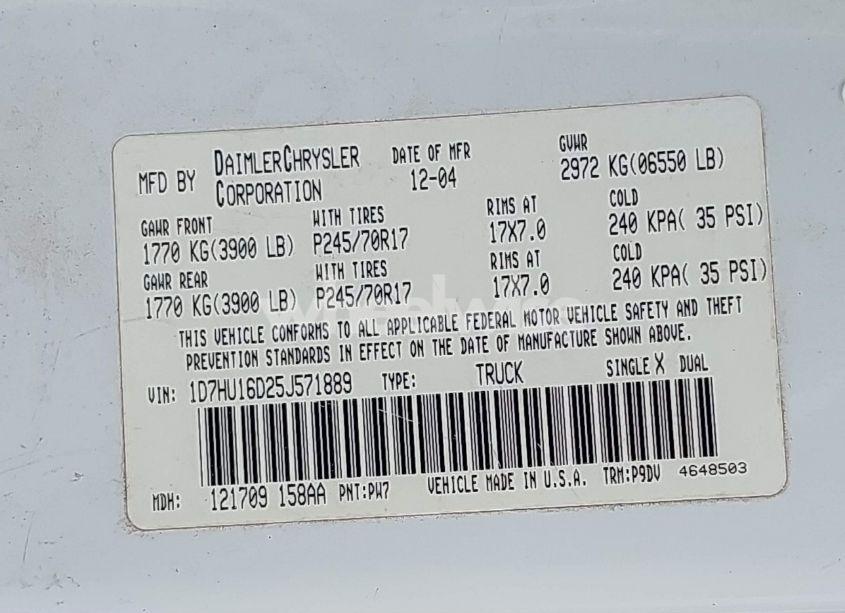 MFD BY DAIMLERCHRYSLER CORPORATION DATE OF MFR 12-04 GVWR 2972 KG(06550 LB)
GAWR FRONT WITH TIRES RIMS AT COLD
1770 KG(3900 LB) P245/70R17 17X7.0 240 KPA( 35 PSI)
GAWR REAR WITH TIRES RIMS AT COLD
1770 KG(3900 LB) P245/70R17 17X7.0 240 KPA( 35 PSI)
THIS VEHICLE CONFORMS TO ALL APPLICABLE FEDERAL MOTOR VEHICLE SAFETY AND THEFT
PREVENTION STANDARDS IN EFFECT ON THE DATE OF MANUFACTURE SHOWN ABOVE.
VIN: 1D7HU16D25J571889 TYPE: TRUCK SINGLE X DUAL
MDH: 121709 158AA PNT:PW7 VEHICLE MADE IN U.S.A. TRM:P9DV 4648503